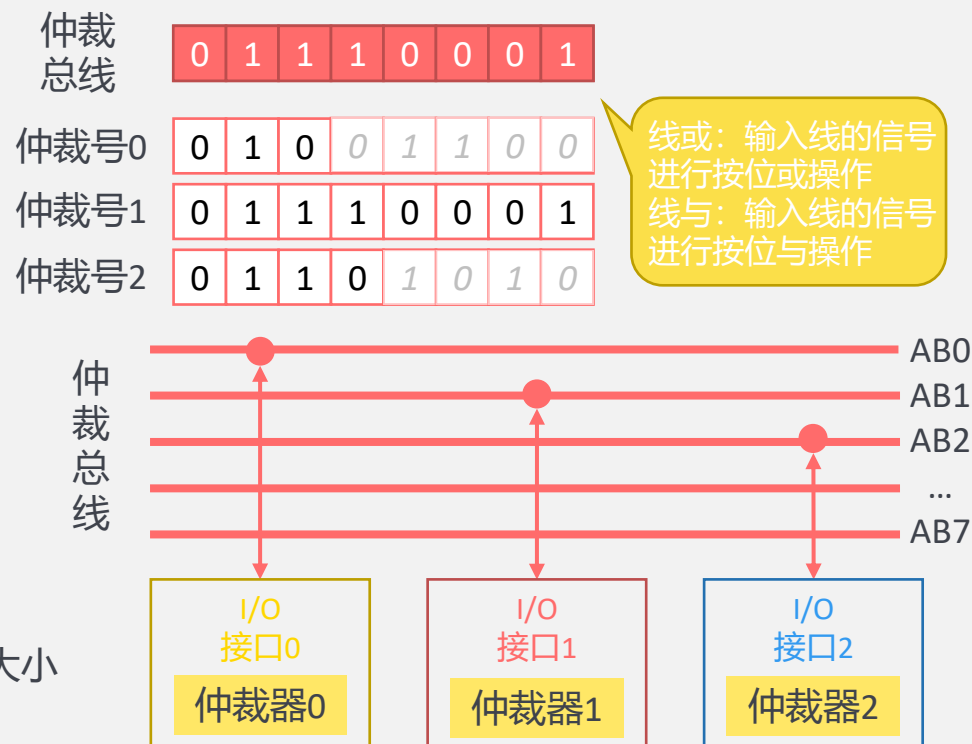 仲裁
总线
0 1 1 1 0 0 0 1
仲裁号0 0 1 0 0 1 1 0 0
仲裁号1 0 1 1 1 0 0 0 1
仲裁号2 0 1 1 0 1 0 1 0
线或：输入线的信号
进行按位或操作
线与：输入线的信号
进行按位与操作
仲
裁
总
线
AB0
AB1
AB2
...
AB7
I/O
接口0
仲裁器0
I/O
接口1
仲裁器1
I/O
接口2
仲裁器2
大小